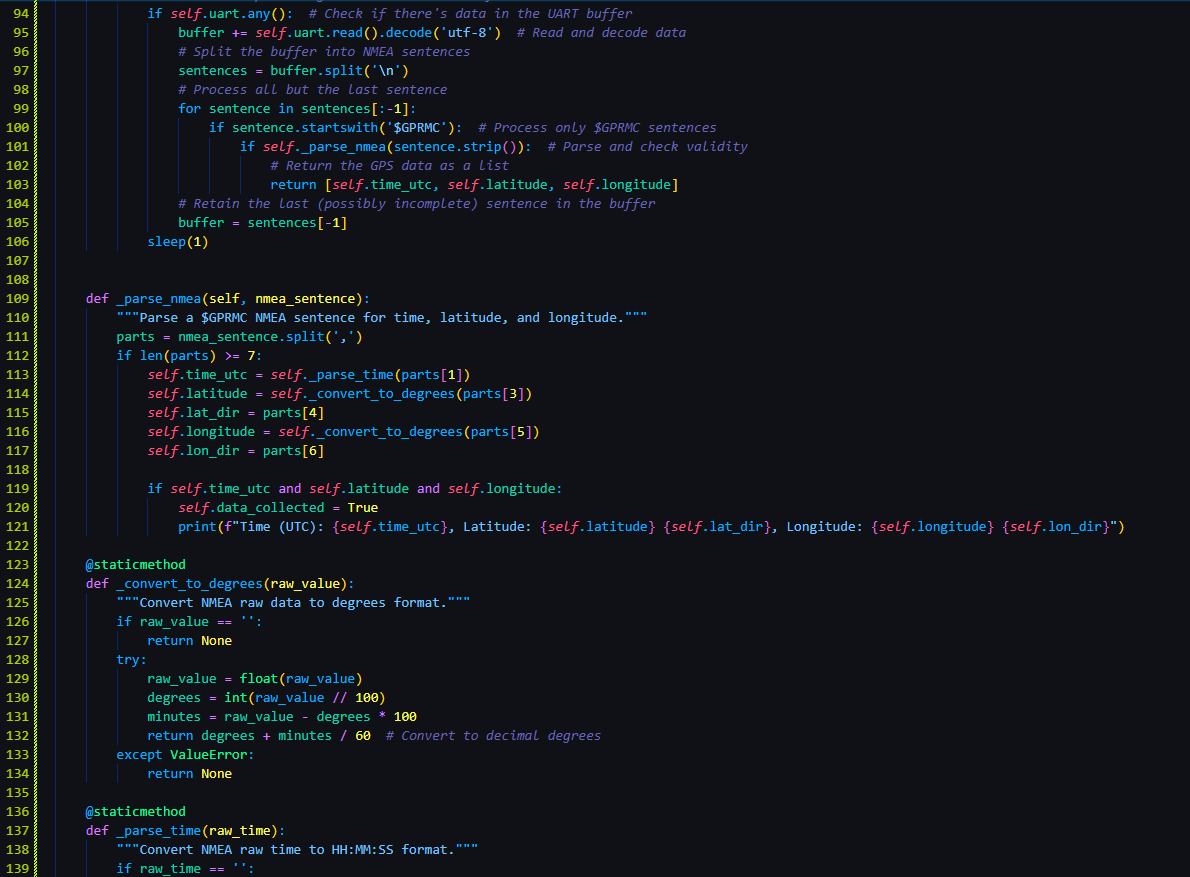 94 if self.uart.any():  # Check if there's data in the UART buffer
95 buffer += self.uart.read().decode('utf-8')  # Read and decode data
96 # Split the buffer into NMEA sentences
97 sentences = buffer.split('\n')
98 # Process all but the last sentence
99 for sentence in sentences[:-1]:
100 if sentence.startswith('$GPRMC'):  # Process only $GPRMC sentences
101 if self._parse_nmea(sentence.strip()):  # Parse and check validity
102 # Return the GPS data as a list
103 return [self.time_utc, self.latitude, self.longitude]
104 # Retain the last (possibly incomplete) sentence in the buffer
105 buffer = sentences[-1]
106 sleep(1)
107
108
109 def _parse_nmea(self, nmea_sentence):
110 """Parse a $GPRMC NMEA sentence for time, latitude, and longitude."""
111 parts = nmea_sentence.split(',')
112 if len(parts) >= 7:
113 self.time_utc = self._parse_time(parts[1])
114 self.latitude = self._convert_to_degrees(parts[3])
115 self.lat_dir = parts[4]
116 self.longitude = self._convert_to_degrees(parts[5])
117 self.lon_dir = parts[6]
118
119 if self.time_utc and self.latitude and self.longitude:
120 self.data_collected = True
121 print(f"Time (UTC): {self.time_utc}, Latitude: {self.latitude} {self.lat_dir}, Longitude: {self.longitude} {self.lon_dir}")
122
123 @staticmethod
124 def _convert_to_degrees(raw_value):
125 """Convert NMEA raw data to degrees format."""
126 if raw_value == '':
127 return None
128 try:
129 raw_value = float(raw_value)
130 degrees = int(raw_value // 100)
131 minutes = raw_value - degrees * 100
132 return degrees + minutes / 60  # Convert to decimal degrees
133 except ValueError:
134 return None
135
136 @staticmethod
137 def _parse_time(raw_time):
138 """Convert NMEA raw time to HH:MM:SS format."""
139 if raw_time == '':